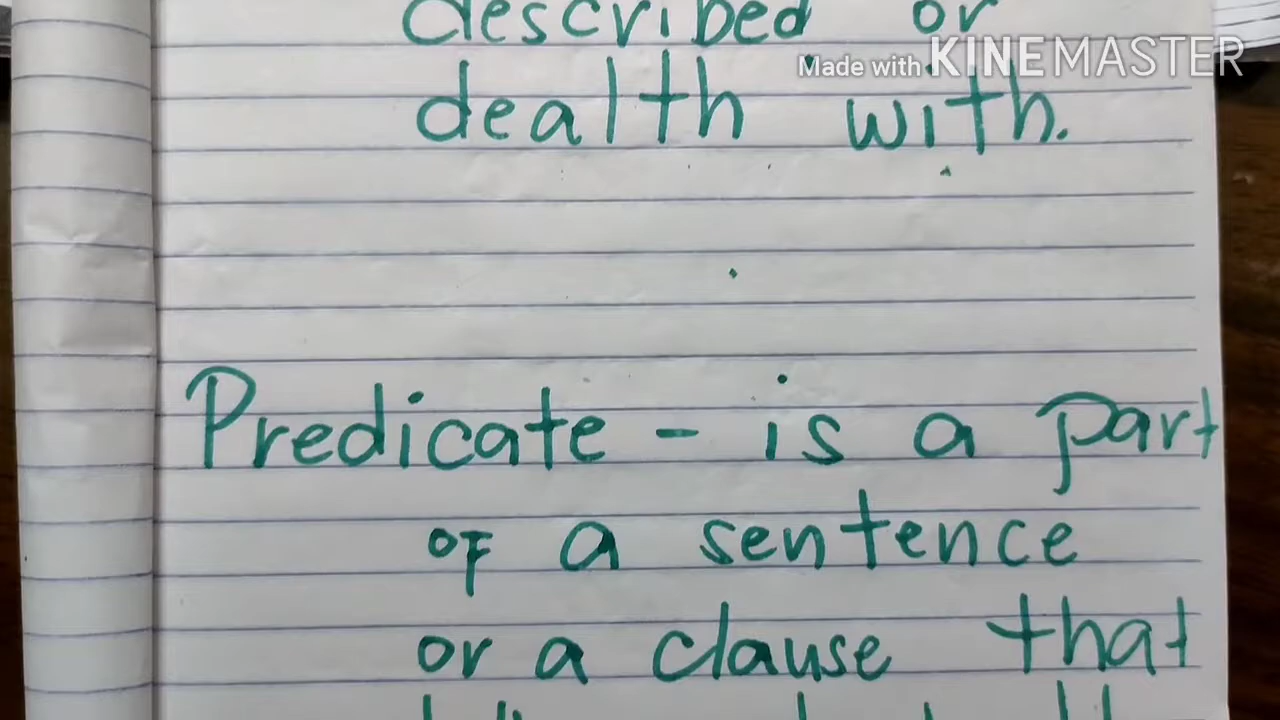 described or
Made with KINEMASTER
dealth with.
Predicate - is a part
of a sentence
or a clause that